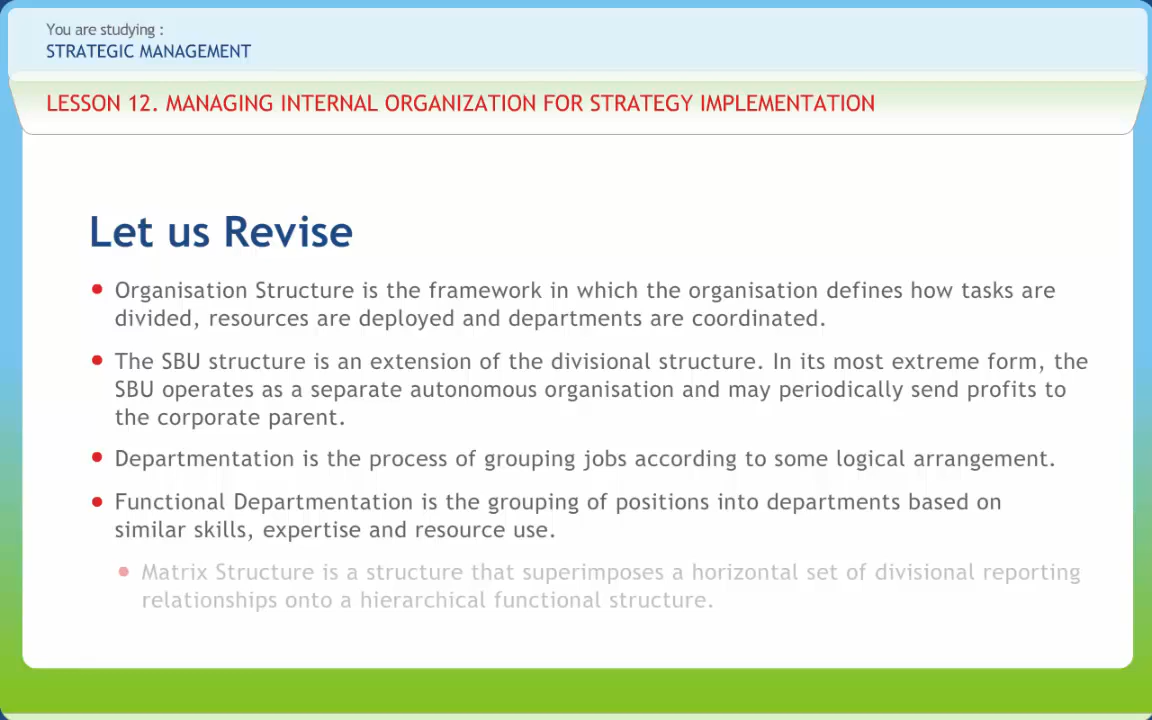 You are studying :
STRATEGIC MANAGEMENT
LESSON 12. MANAGING INTERNAL ORGANIZATION FOR STRATEGY IMPLEMENTATION
Let us Revise
• Organisation Structure is the framework in which the organisation defines how tasks are
divided, resources are deployed and departments are coordinated.
• The SBU structure is an extension of the divisional structure. In its most extreme form, the
SBU operates as a separate autonomous organisation and may periodically send profits to
the corporate parent.
• Departmentation is the process of grouping jobs according to some logical arrangement.
• Functional Departmentation is the grouping of positions into departments based on
similar skills, expertise and resource use.
• Matrix Structure is a structure that superimposes a horizontal set of divisional reporting
relationships onto a hierarchical functional structure.